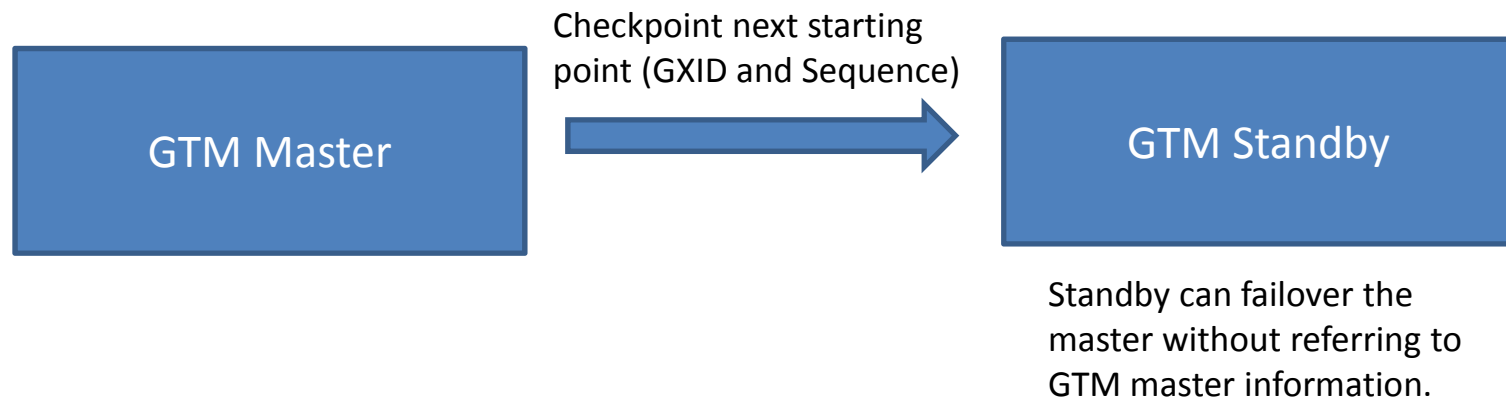 GTM Master
Checkpoint next starting
point (GXID and Sequence)
GTM Standby
Standby can failover the
master without referring to
GTM master information.